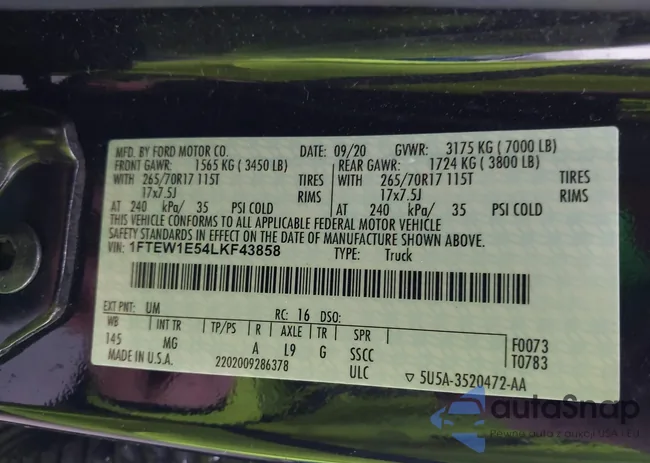 MFD. BY FORD MOTOR CO. DATE: 09/20 GVWR: 3175 KG ( 7000 LB)
FRONT GAWR: 1565 KG ( 3450 LB) REAR GAWR: 1724 KG ( 3800 LB)
WITH 265/70R17 115T TIRES WITH 265/70R17 115T TIRES
17x7.5J RIMS 17x7.5J RIMS
AT 240 kPa/ 35 PSI COLD AT 240 kPa/ 35 PSI COLD
THIS VEHICLE CONFORMS TO ALL APPLICABLE FEDERAL MOTOR VEHICLE
SAFETY STANDARDS IN EFFECT ON THE DATE OF MANUFACTURE SHOWN ABOVE.
VIN: 1FTEW1E54LKF43858 TYPE: Truck
EXT PNT: UM RC: 16 DSO:
WB INT TR TP/PS R AXLE TR SPR F0073
145 MG A L9 G SSCC T0783
MADE IN U.S.A. 2202009286378 ULC ▽ 5U5A-3520472-AA
autoSnap
Pewne auto z aukcji USA